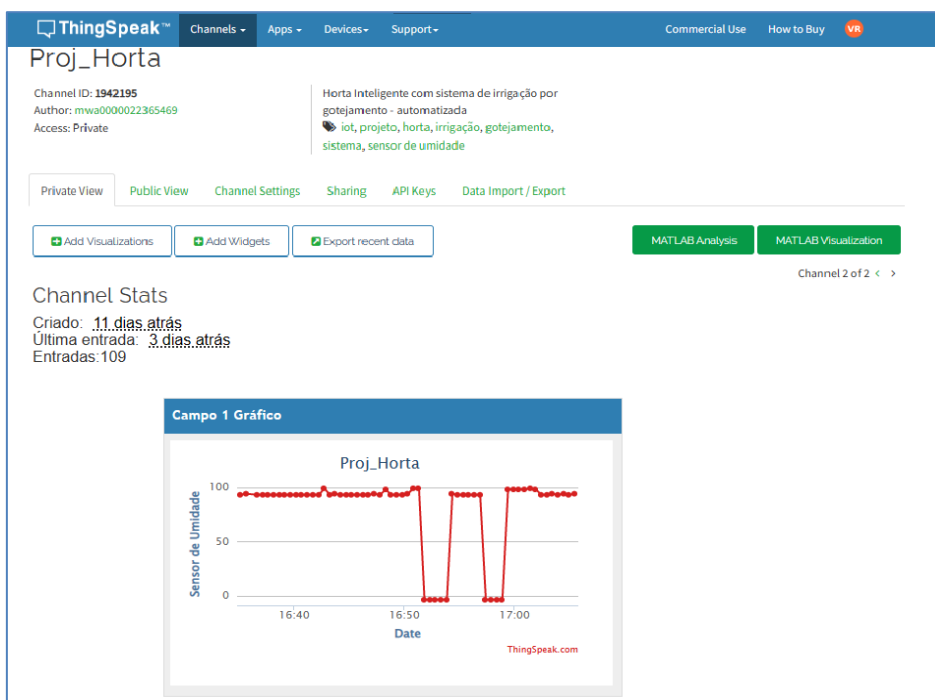 ThingSpeak™ Channels Apps Devices Support Commercial Use How to Buy VR
Proj_Horta
Channel ID: 1942195
Author: mwa0000022365469
Access: Private
Horta Inteligente com sistema de irrigação por
gotejamento - automatizada
iot, projeto, horta, irrigação, gotejamento,
sistema, sensor de umidade
Private View Public View Channel Settings Sharing API Keys Data Import / Export
Add Visualizations Add Widgets Export recent data MATLAB Analysis MATLAB Visualization
Channel 2 of 2 < >
Channel Stats
Criado: 11 dias atrás
Última entrada: 3 dias atrás
Entradas:109
Campo 1 Gráfico
Proj_Horta
Sensor de Umidade
100
50
0
16:40 16:50 17:00
Date
ThingSpeak.com